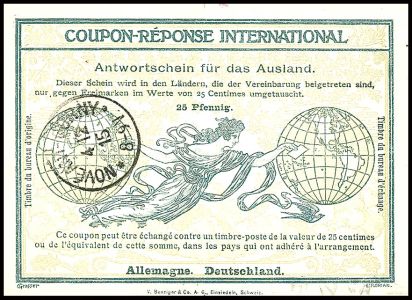 COUPON-RÉPONSE INTERNATIONAL
Antwortschein für das Ausland.
Dieser Schein wird in den Ländern, die der Vereinbarung beigetreten sind,
nur gegen Freimarken im Werte von 25 Centimes umgetauscht.
25 Pfennig.
Timbre du bureau d'origine.
Timbre du bureau d'échange.
Ce coupon peut être échangé contre un timbre-poste de la valeur de 25 centimes
ou de l'équivalent de cette somme, dans les pays qui ont adhéré à l'arrangement.
Allemagne. Deutschland.
Grasser
E. FLORIAN.
V. Benziger & Co. A. G., Einsiedeln, Schweiz.